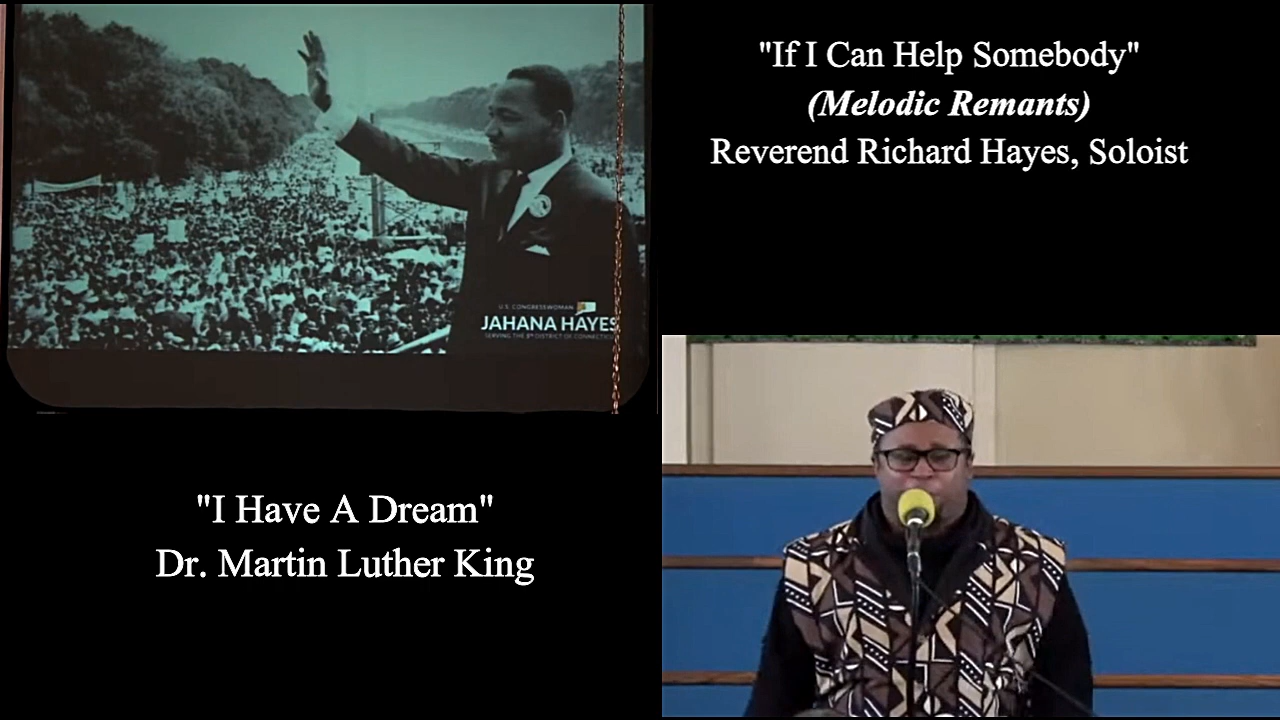 U.S. CONGRESSWOMAN
JAHANA HAYES
SERVING THE 5TH DISTRICT OF CONNECTICUT
"I Have A Dream"
Dr. Martin Luther King
"If I Can Help Somebody"
(Melodic Remants)
Reverend Richard Hayes, Soloist